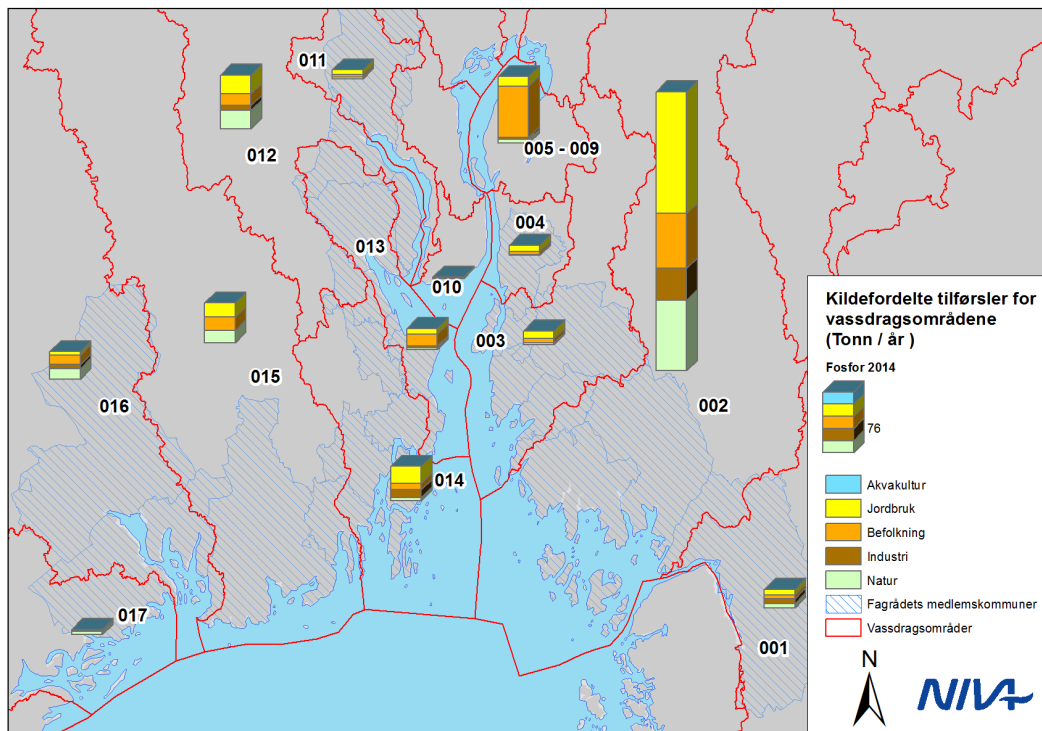 011
012
005 - 009
004
013
010
003
015
016
002
014
017
001
Kildefordelte tilførsler for
vassdragsområdene
(Tonn / år )
Fosfor 2014
76
Akvakultur
Jordbruk
Befolkning
Industri
Natur
Fagrådets medlemskommuner
Vassdragsområder
N
NIVA